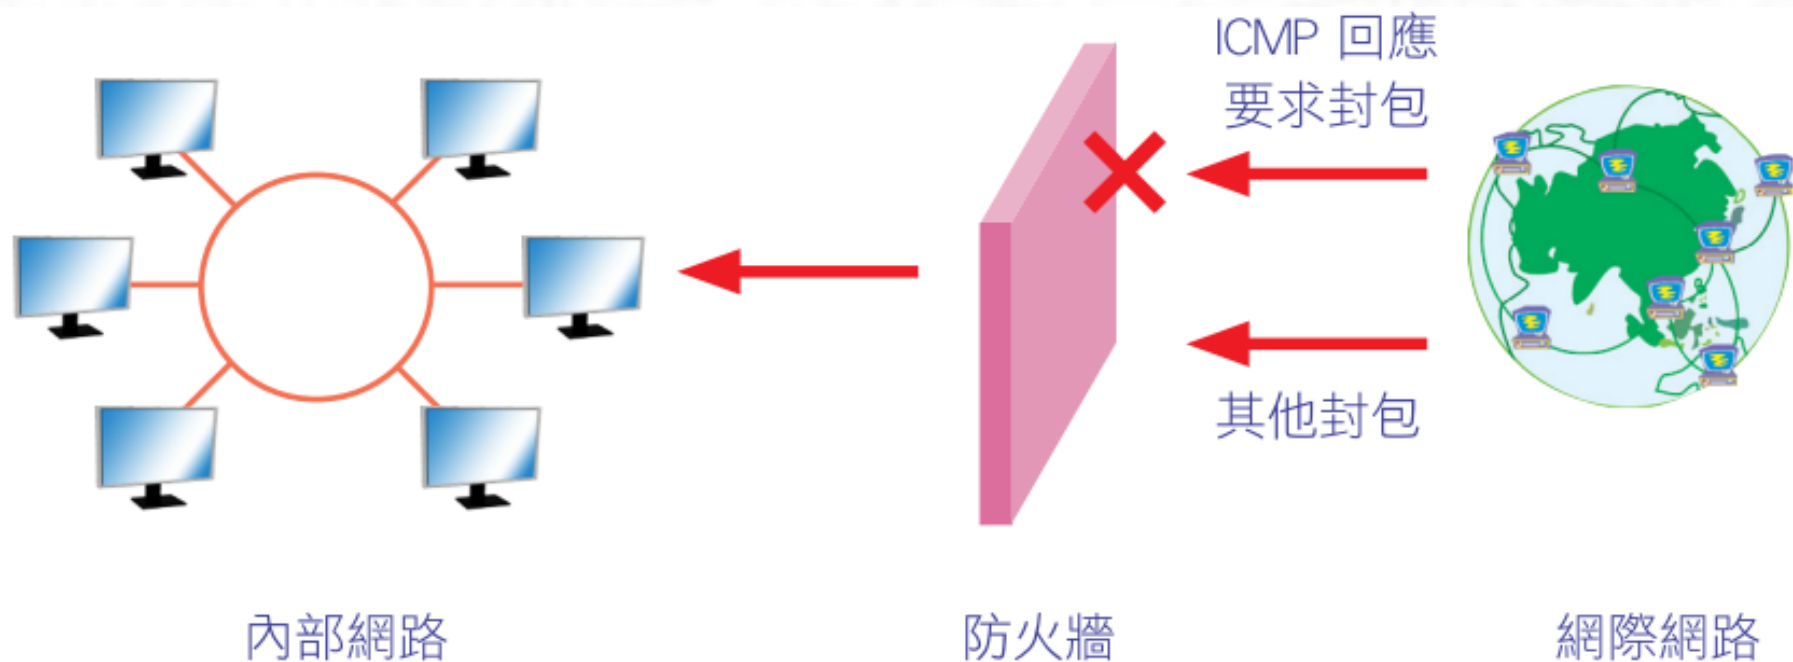 ICMP 回應
要求封包
其他封包
內部網路
防火牆
網際網路